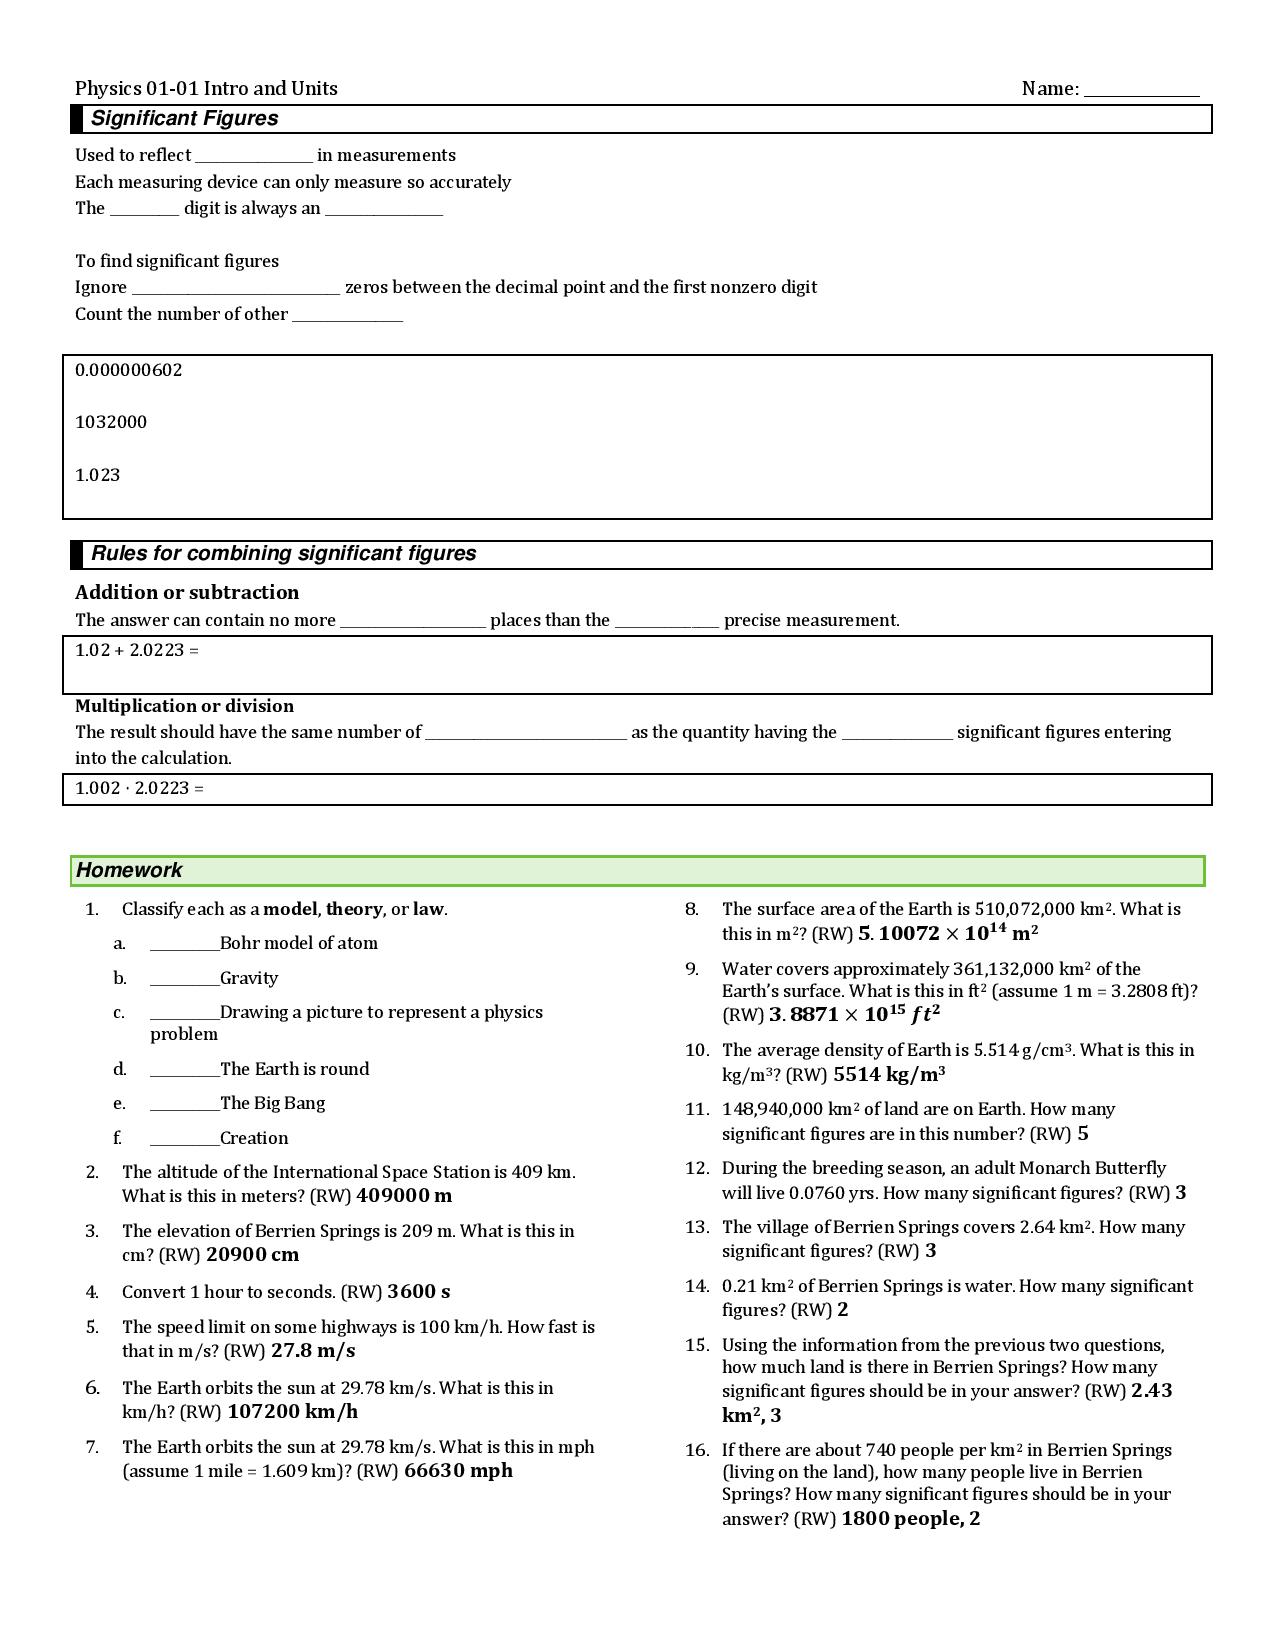 Physics 01-01 Intro and Units Name: ____________
Significant Figures
Used to reflect ______________ in measurements
Each measuring device can only measure so accurately
The ________ digit is always an ______________
To find significant figures
Ignore _________________________ zeros between the decimal point and the first nonzero digit
Count the number of other _____________
0.000000602
1032000
1.023
Rules for combining significant figures
Addition or subtraction
The answer can contain no more _________________ places than the ____________ precise measurement.
1.02 + 2.0223 =
Multiplication or division
The result should have the same number of ________________________ as the quantity having the _____________ significant figures entering
into the calculation.
1.002 · 2.0223 =
Homework
1. Classify each as a model, theory, or law.
a. ________Bohr model of atom
b. ________Gravity
c. ________Drawing a picture to represent a physics
problem
d. ________The Earth is round
e. ________The Big Bang
f. ________Creation
2. The altitude of the International Space Station is 409 km.
What is this in meters? (RW) 409000 m
3. The elevation of Berrien Springs is 209 m. What is this in
cm? (RW) 20900 cm
4. Convert 1 hour to seconds. (RW) 3600 s
5. The speed limit on some highways is 100 km/h. How fast is
that in m/s? (RW) 27.8 m/s
6. The Earth orbits the sun at 29.78 km/s. What is this in
km/h? (RW) 107200 km/h
7. The Earth orbits the sun at 29.78 km/s. What is this in mph
(assume 1 mile = 1.609 km)? (RW) 66630 mph
8. The surface area of the Earth is 510,072,000 km². What is
this in m²? (RW) 5.10072 × 10¹⁴ m²
9. Water covers approximately 361,132,000 km² of the
Earth’s surface. What is this in ft² (assume 1 m = 3.2808 ft)?
(RW) 3.8871 × 10¹⁵ ft²
10. The average density of Earth is 5.514 g/cm³. What is this in
kg/m³? (RW) 5514 kg/m³
11. 148,940,000 km² of land are on Earth. How many
significant figures are in this number? (RW) 5
12. During the breeding season, an adult Monarch Butterfly
will live 0.0760 yrs. How many significant figures? (RW) 3
13. The village of Berrien Springs covers 2.64 km². How many
significant figures? (RW) 3
14. 0.21 km² of Berrien Springs is water. How many significant
figures? (RW) 2
15. Using the information from the previous two questions,
how much land is there in Berrien Springs? How many
significant figures should be in your answer? (RW) 2.43
km², 3
16. If there are about 740 people per km² in Berrien Springs
(living on the land), how many people live in Berrien
Springs? How many significant figures should be in your
answer? (RW) 1800 people, 2